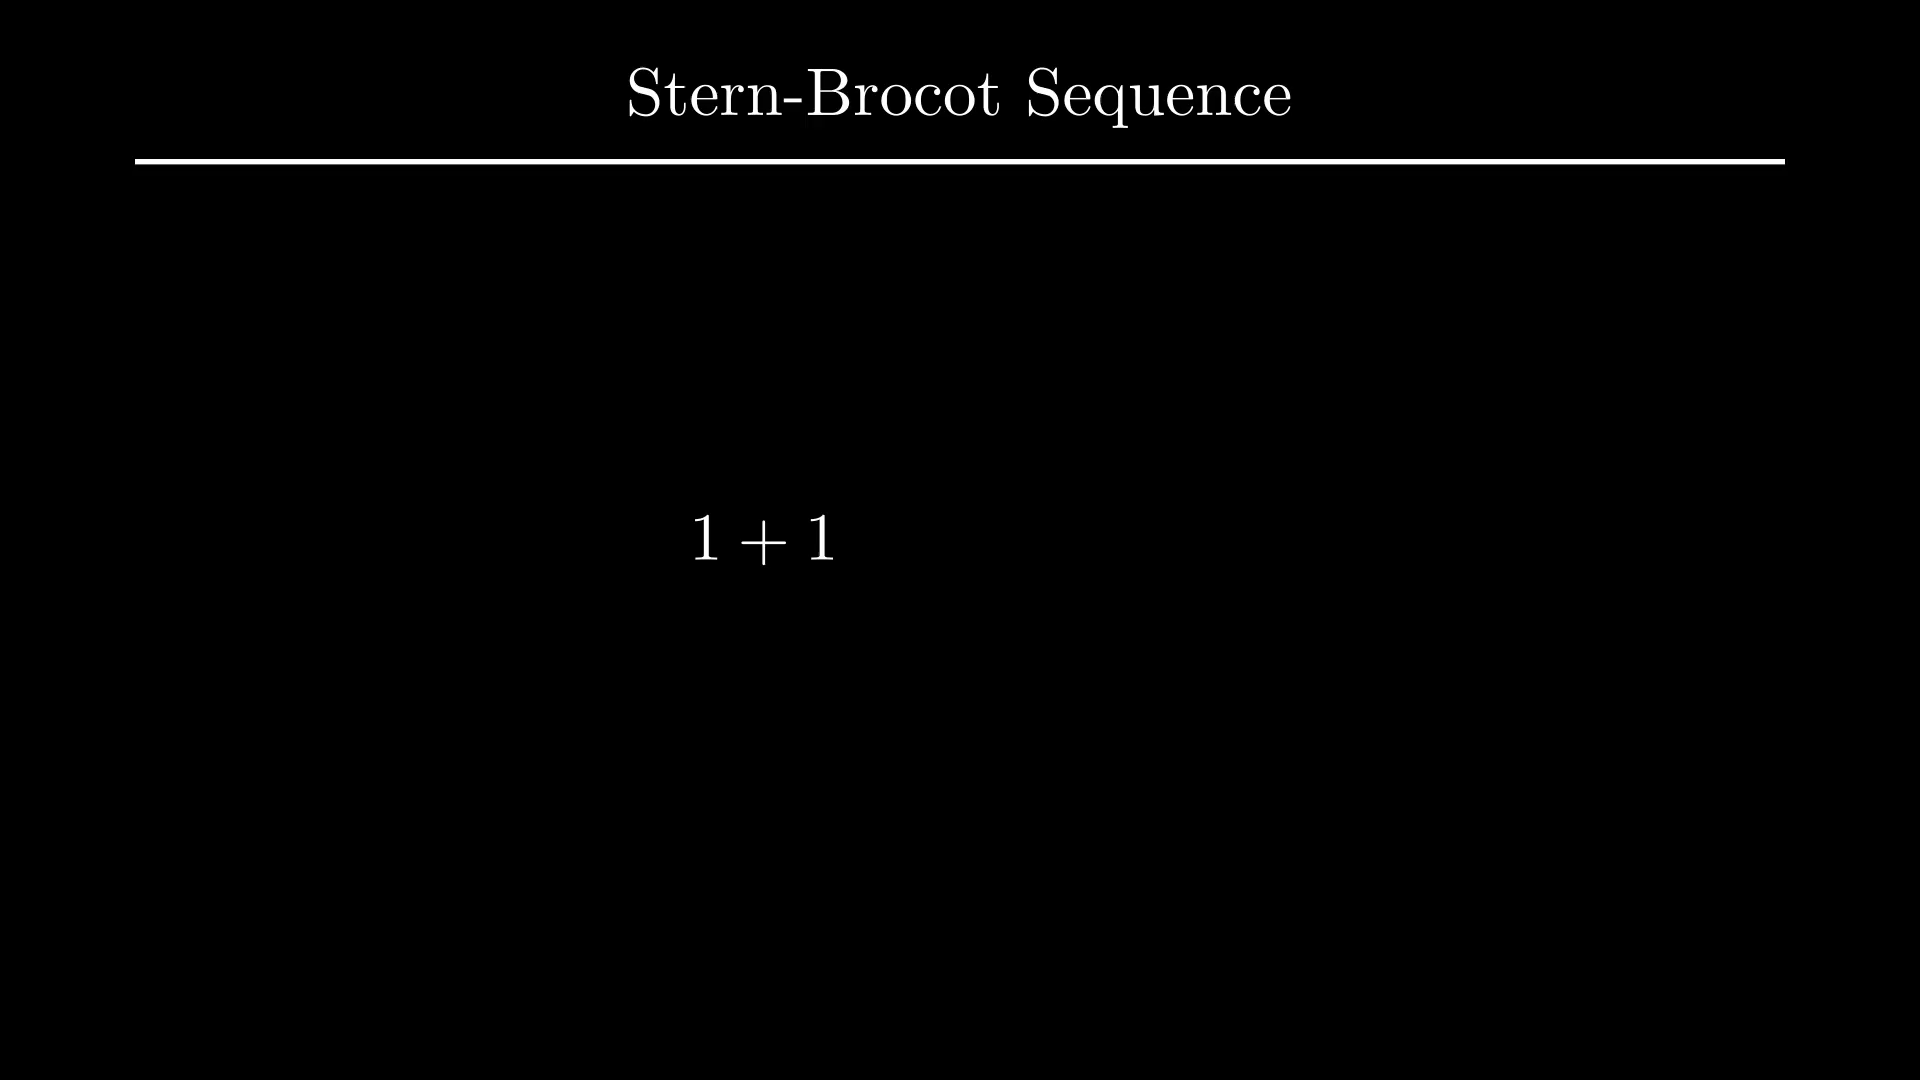 Stern-Brocot Sequence
1 + 1